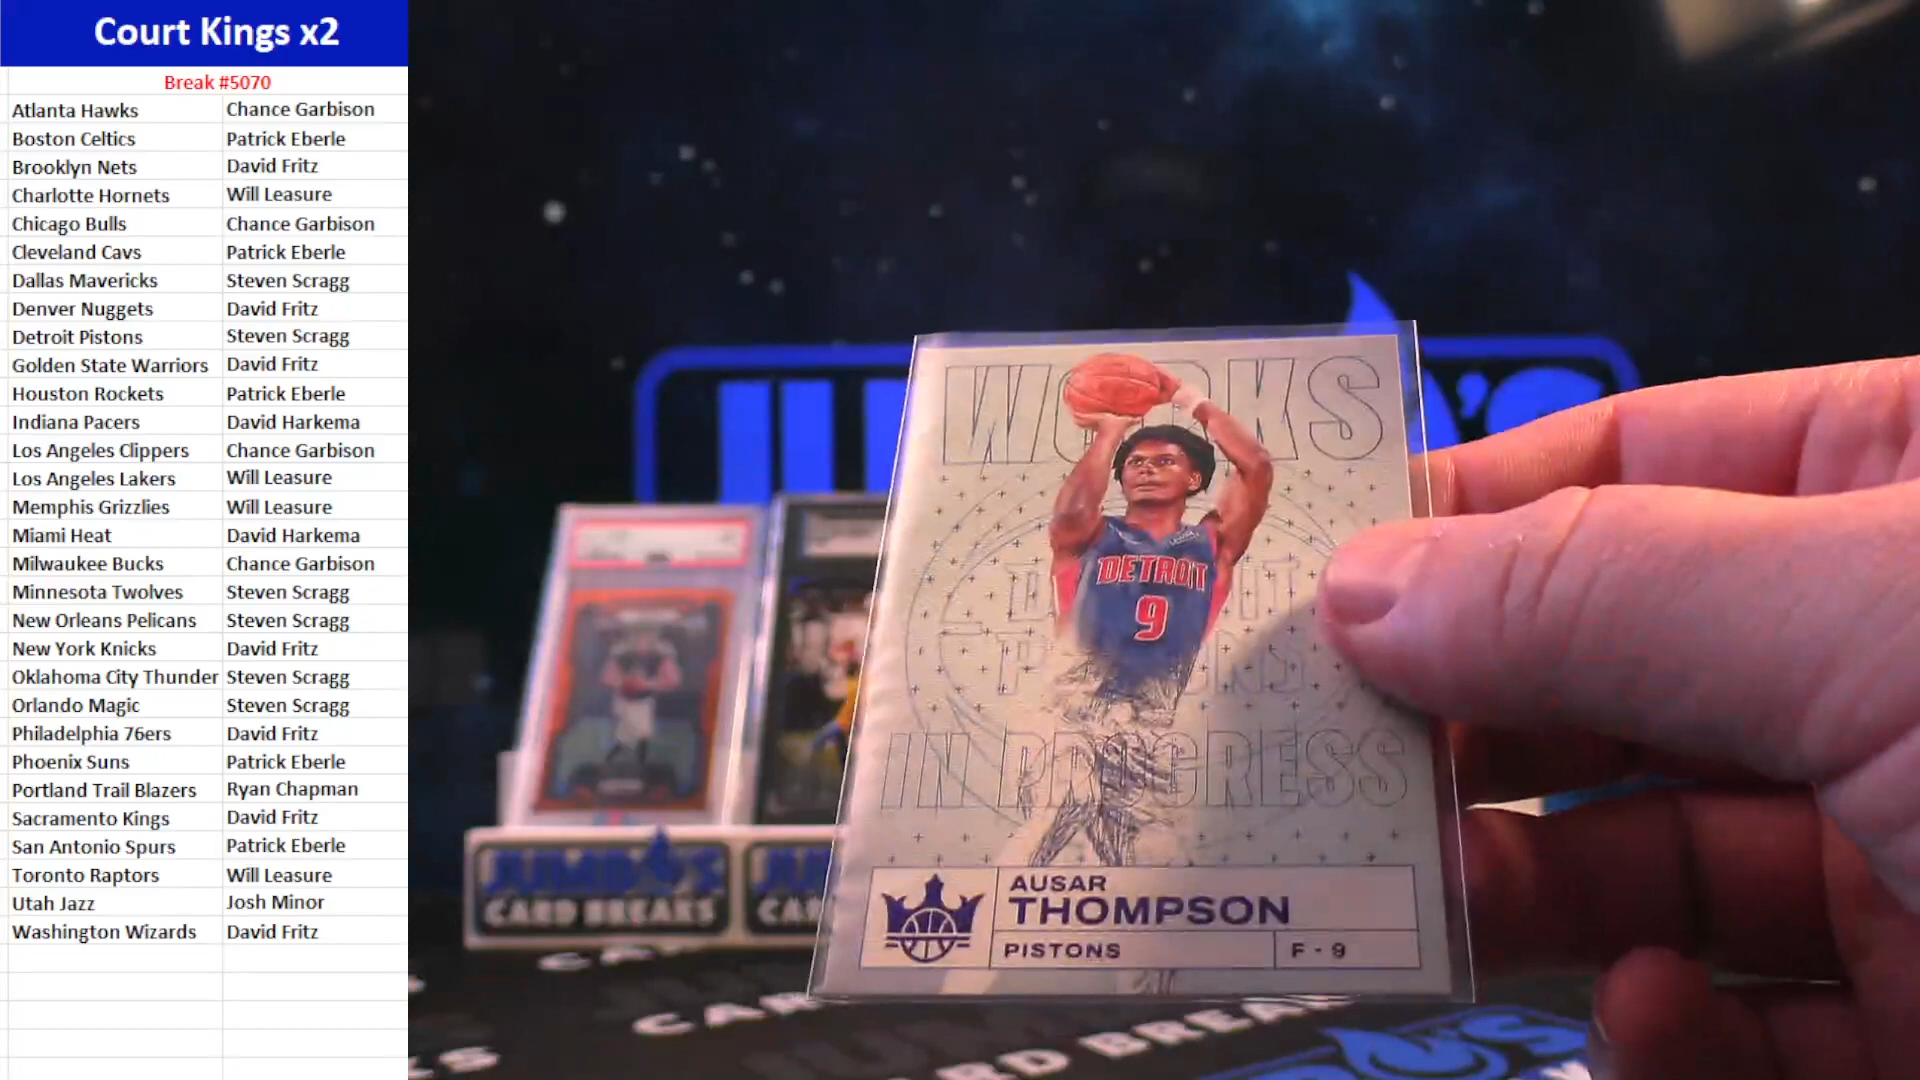 Court Kings x2
Break #5070
Atlanta Hawks Chance Garbison
Boston Celtics Patrick Eberle
Brooklyn Nets David Fritz
Charlotte Hornets Will Leasure
Chicago Bulls Chance Garbison
Cleveland Cavs Patrick Eberle
Dallas Mavericks Steven Scragg
Denver Nuggets David Fritz
Detroit Pistons Steven Scragg
Golden State Warriors David Fritz
Houston Rockets Patrick Eberle
Indiana Pacers David Harkema
Los Angeles Clippers Chance Garbison
Los Angeles Lakers Will Leasure
Memphis Grizzlies Will Leasure
Miami Heat David Harkema
Milwaukee Bucks Chance Garbison
Minnesota Twolves Steven Scragg
New Orleans Pelicans Steven Scragg
New York Knicks David Fritz
Oklahoma City Thunder Steven Scragg
Orlando Magic Steven Scragg
Philadelphia 76ers David Fritz
Phoenix Suns Patrick Eberle
Portland Trail Blazers Ryan Chapman
Sacramento Kings David Fritz
San Antonio Spurs Patrick Eberle
Toronto Raptors Will Leasure
Utah Jazz Josh Minor
Washington Wizards David Fritz
WORKS
DETROIT
9
IN PROGRESS
AUSAR
THOMPSON
PISTONS F - 9
JUMBO'S
CARD BREAKS